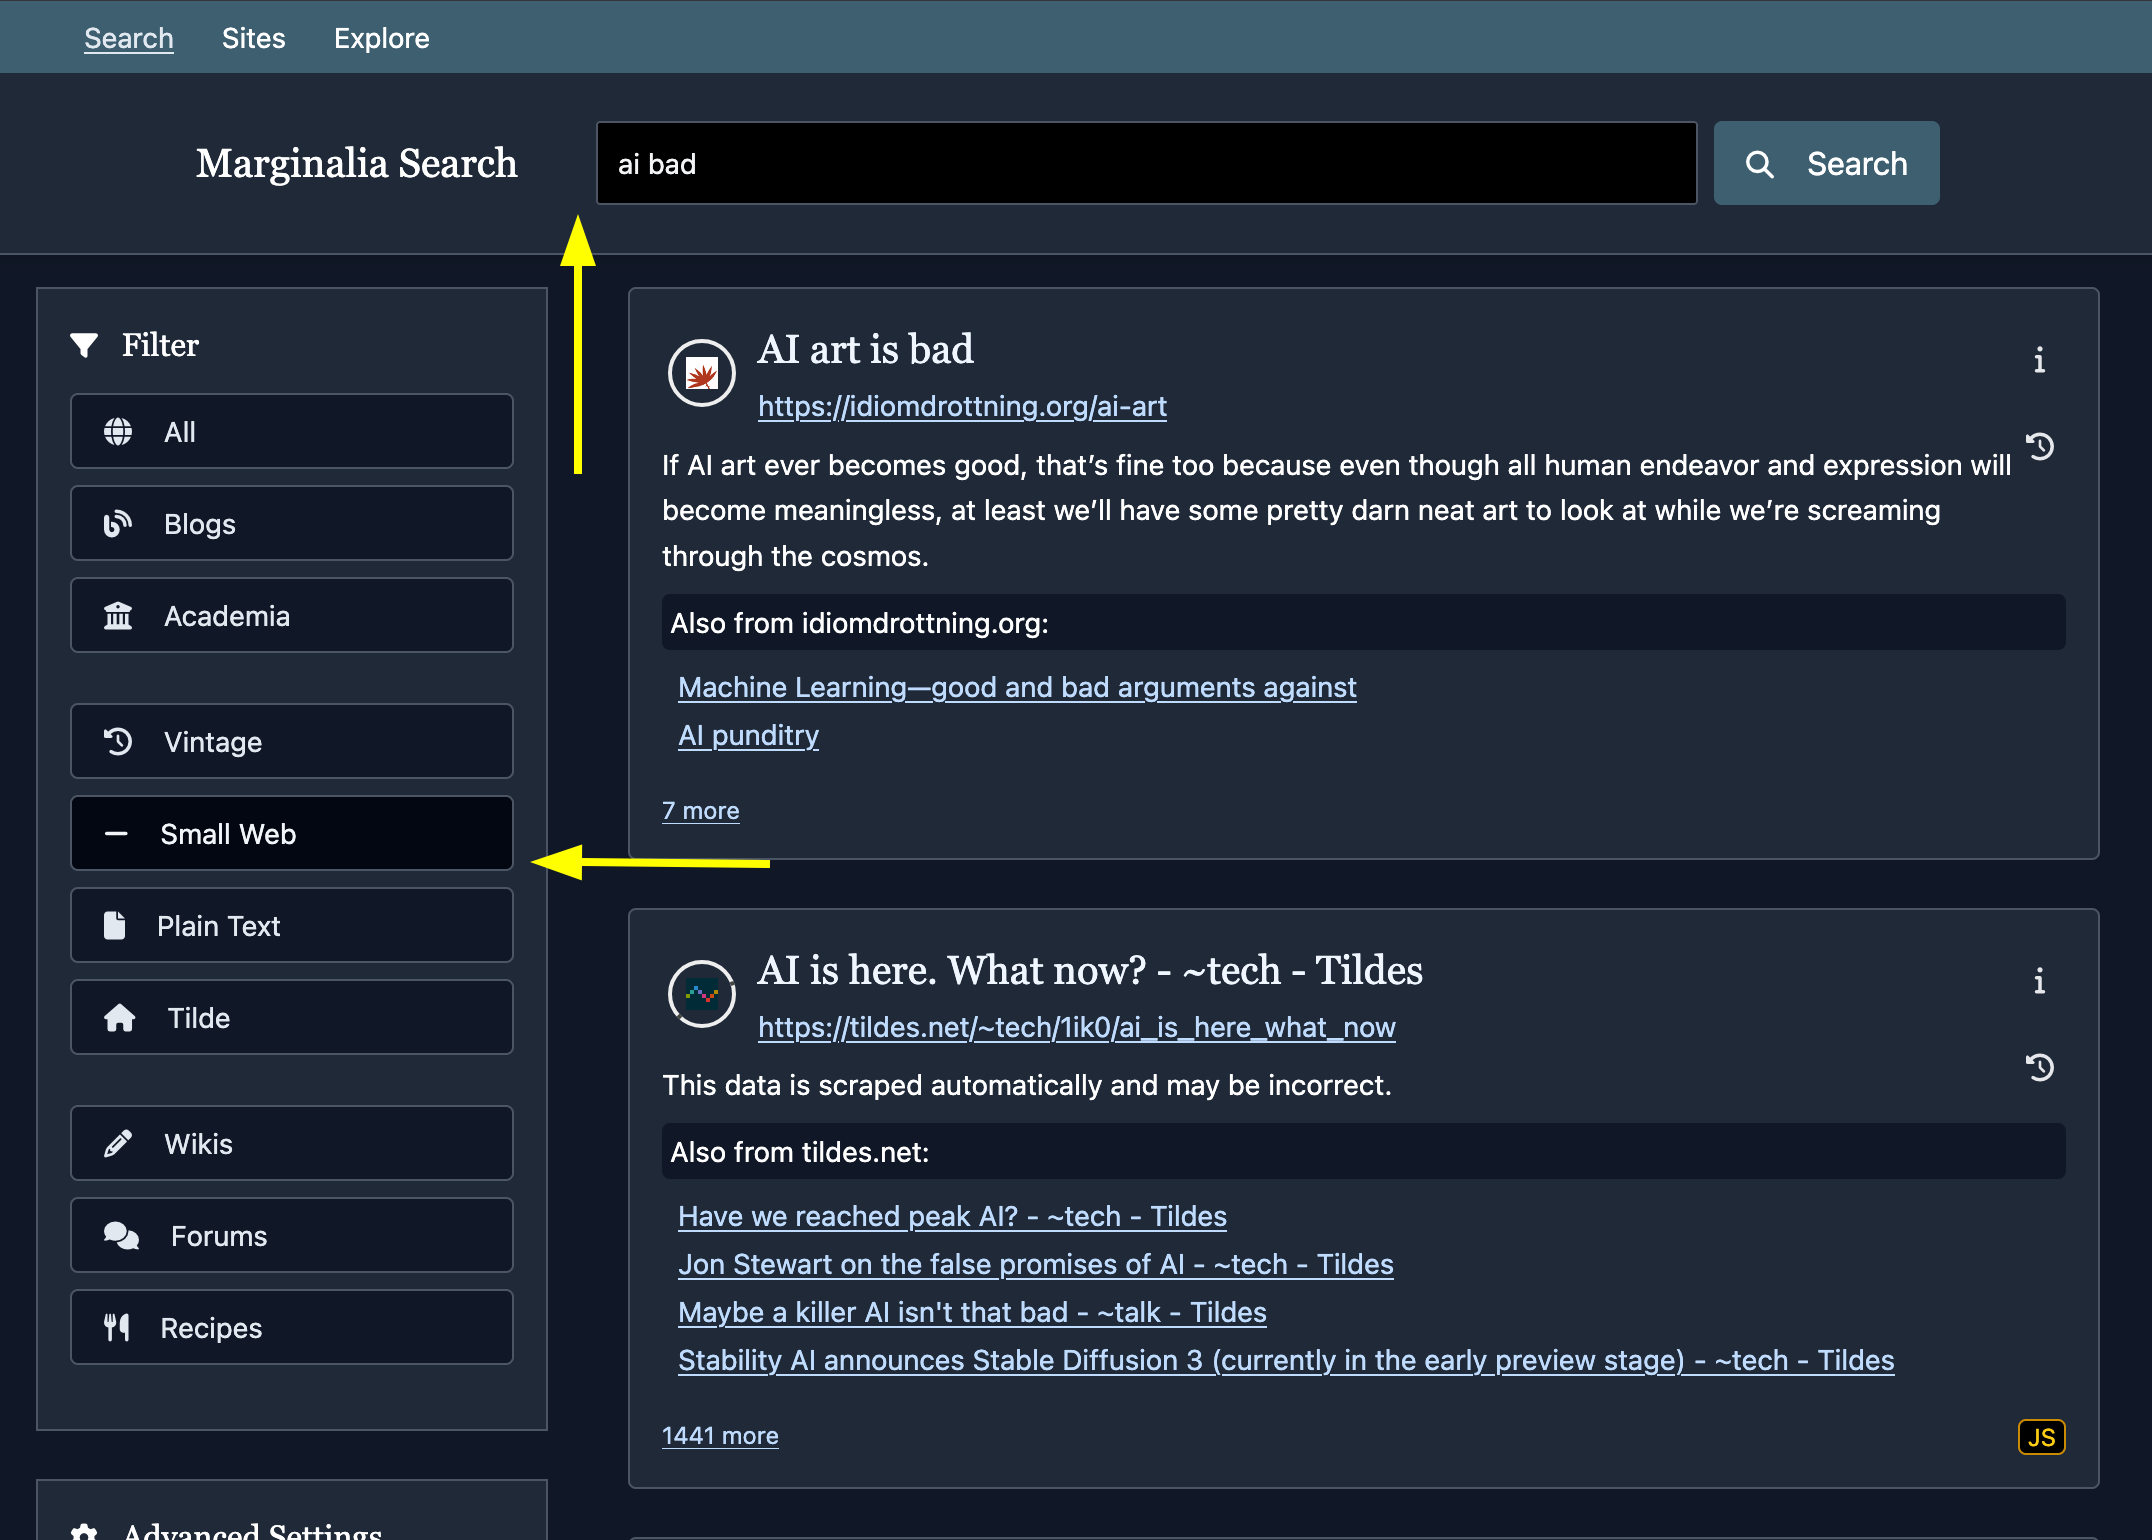 Search Sites Explore
Marginalia Search
ai bad
Search
Filter
All
Blogs
Academia
Vintage
Small Web
Plain Text
Tilde
Wikis
Forums
Recipes
Advanced Settings
AI art is bad
https://idiomdrottning.org/ai-art
If AI art ever becomes good, that’s fine too because even though all human endeavor and expression will
become meaningless, at least we’ll have some pretty darn neat art to look at while we’re screaming
through the cosmos.
Also from idiomdrottning.org:
Machine Learning—good and bad arguments against
AI punditry
7 more
AI is here. What now? - ~tech - Tildes
https://tildes.net/~tech/1ik0/ai_is_here_what_now
This data is scraped automatically and may be incorrect.
Also from tildes.net:
Have we reached peak AI? - ~tech - Tildes
Jon Stewart on the false promises of AI - ~tech - Tildes
Maybe a killer AI isn't that bad - ~talk - Tildes
Stability AI announces Stable Diffusion 3 (currently in the early preview stage) - ~tech - Tildes
1441 more
JS